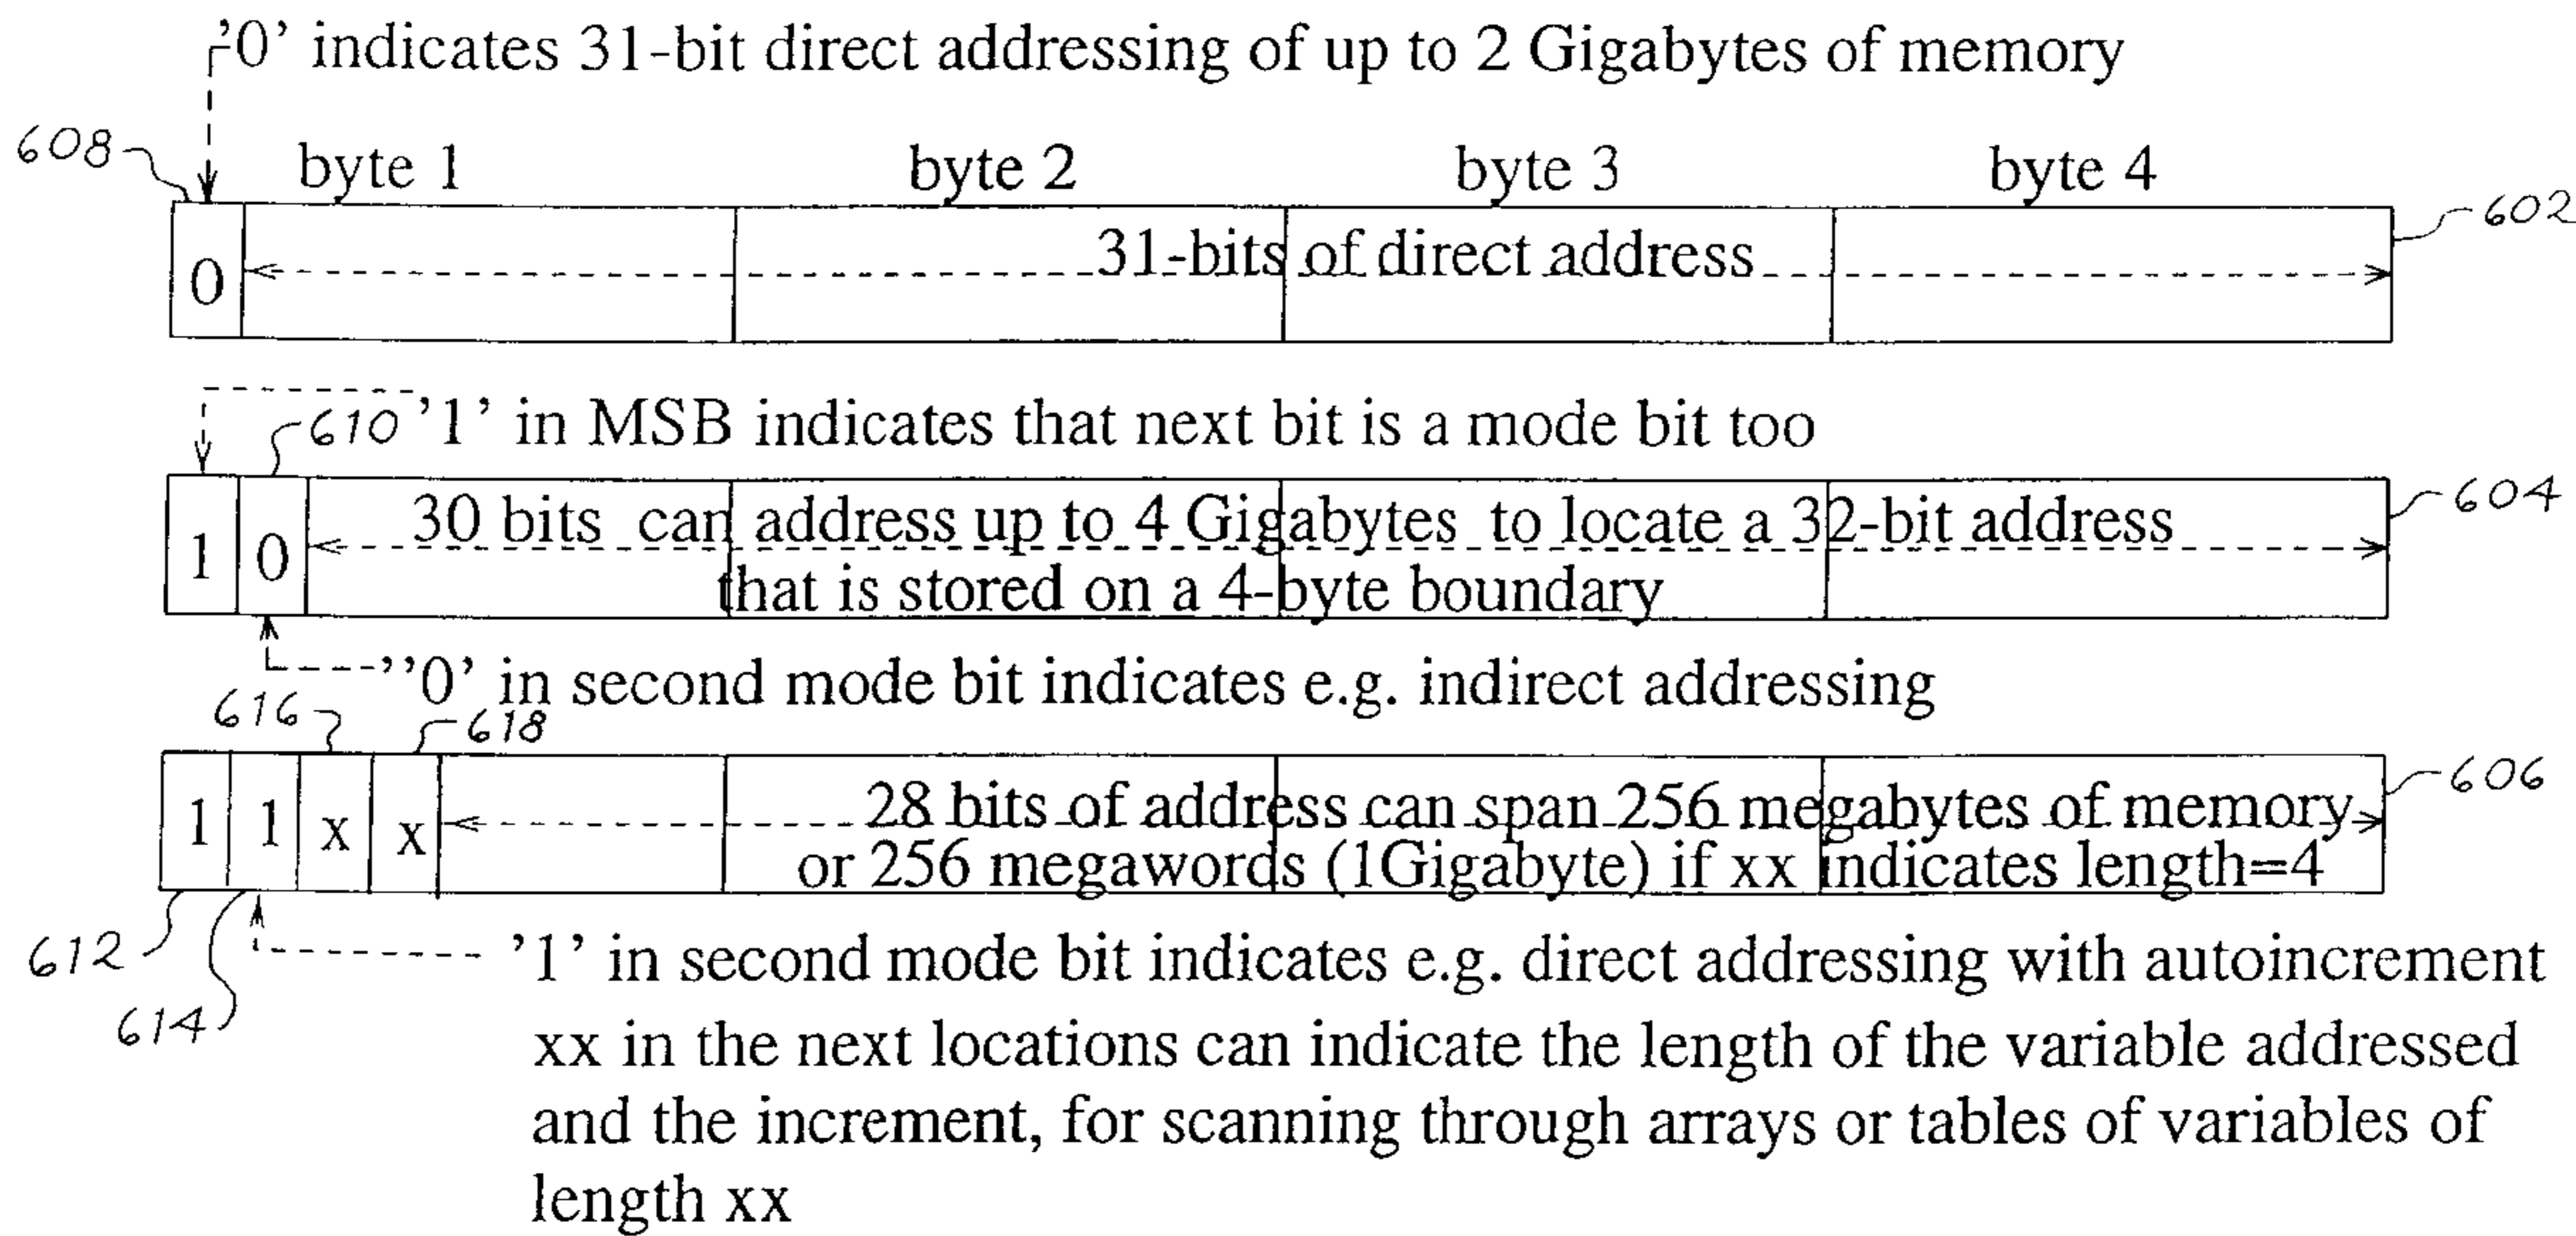 '0' indicates 31-bit direct addressing of up to 2 Gigabytes of memory
608 byte 1 byte 2 byte 3 byte 4
602
31-bits of direct address
0
610 '1' in MSB indicates that next bit is a mode bit too
604
1 0 30 bits can address up to 4 Gigabytes to locate a 32-bit address
that is stored on a 4-byte boundary
''0' in second mode bit indicates e.g. indirect addressing
616 618
606
1 1 x x 28 bits of address can span 256 megabytes of memory
or 256 megawords (1Gigabyte) if xx indicates length=4
612 '1' in second mode bit indicates e.g. direct addressing with autoincrement
614 xx in the next locations can indicate the length of the variable addressed
and the increment, for scanning through arrays or tables of variables of
length xx